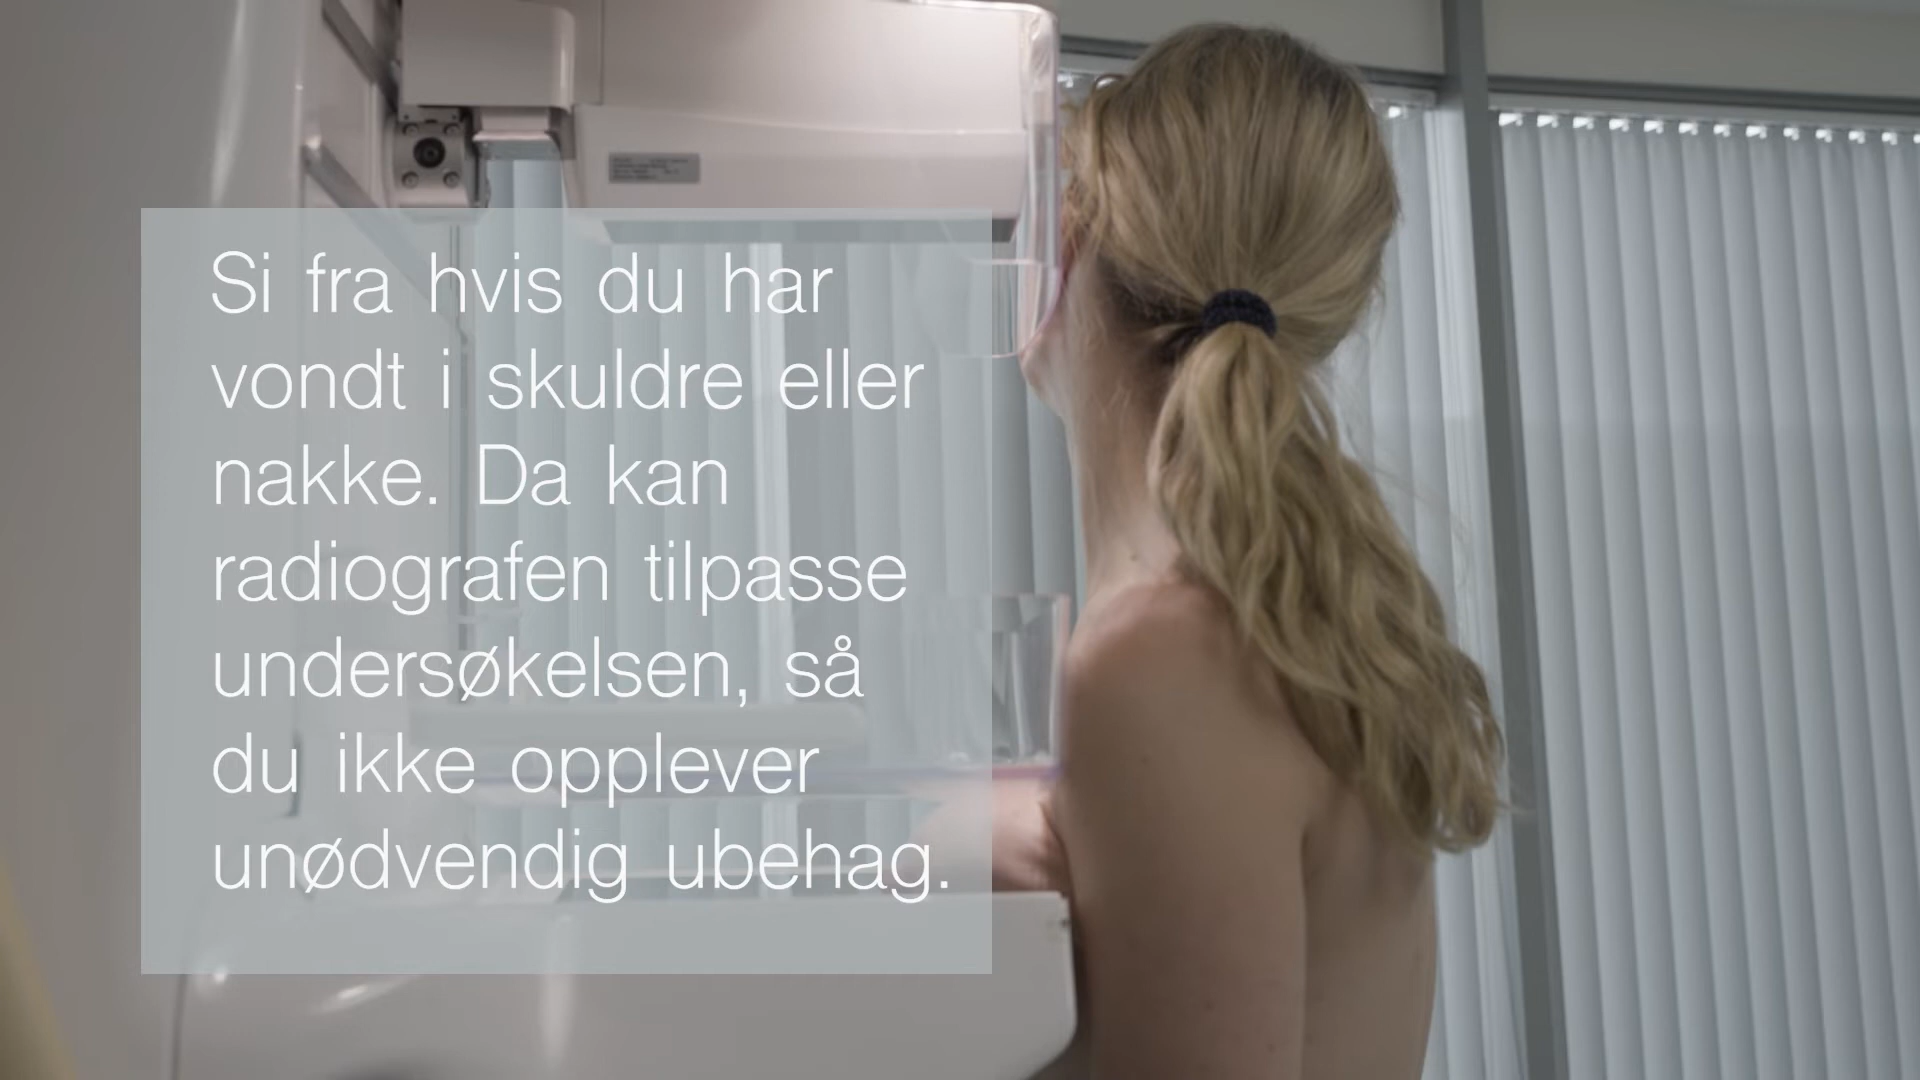 Si fra hvis du har
vondt i skuldre eller
nakke. Da kan
radiografen tilpasse
undersøkelsen, så
du ikke opplever
unødvendig ubehag.